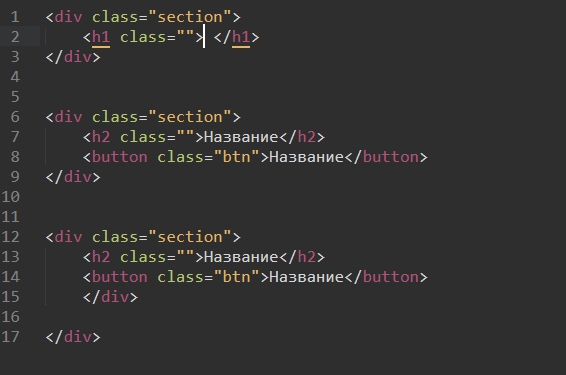 1 <div class="section">
2 <h1 class=""> </h1>
3 </div>
4
5
6 <div class="section">
7 <h2 class="">Название</h2>
8 <button class="btn">Название</button>
9 </div>
10
11
12 <div class="section">
13 <h2 class="">Название</h2>
14 <button class="btn">Название</button>
15 </div>
16
17 </div>